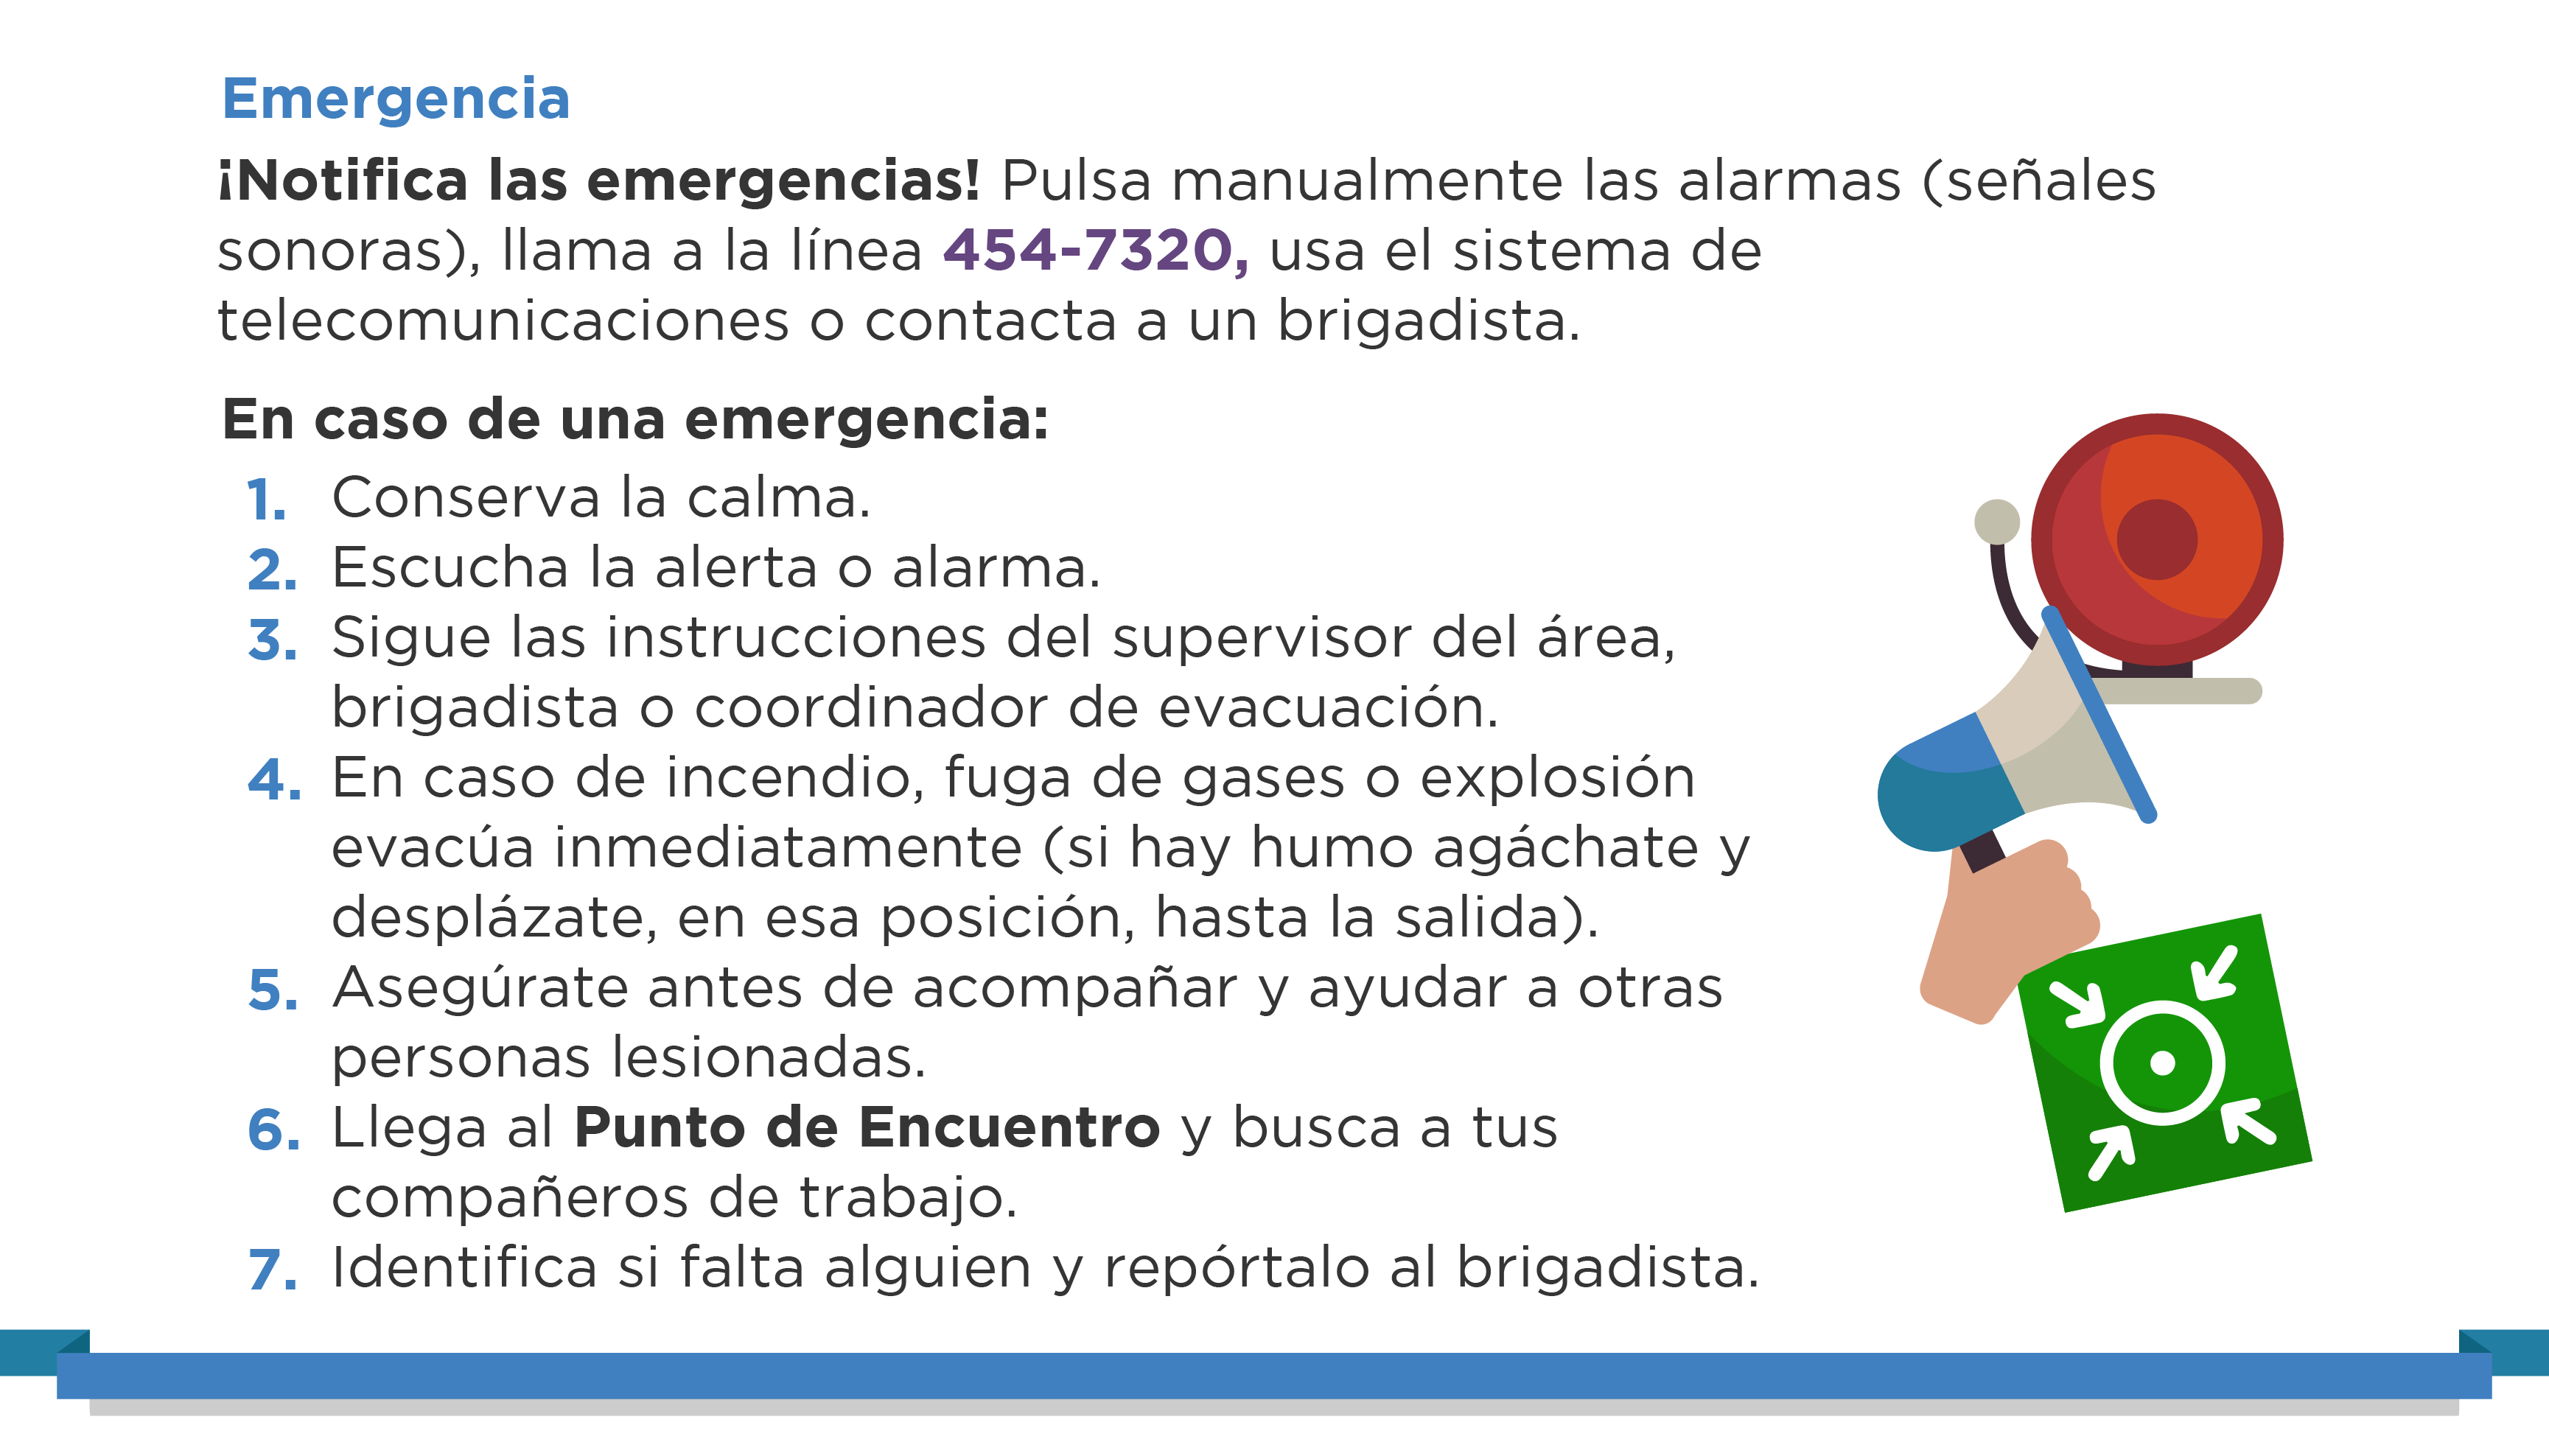 Emergencia
¡Notifica las emergencias! Pulsa manualmente las alarmas (señales
sonoras), llama a la línea 454-7320, usa el sistema de
telecomunicaciones o contacta a un brigadista.
En caso de una emergencia:
1. Conserva la calma.
2. Escucha la alerta o alarma.
3. Sigue las instrucciones del supervisor del área,
brigadista o coordinador de evacuación.
4. En caso de incendio, fuga de gases o explosión
evacúa inmediatamente (si hay humo agáchate y
desplázate, en esa posición, hasta la salida).
5. Asegúrate antes de acompañar y ayudar a otras
personas lesionadas.
6. Llega al Punto de Encuentro y busca a tus
compañeros de trabajo.
7. Identifica si falta alguien y repórtalo al brigadista.